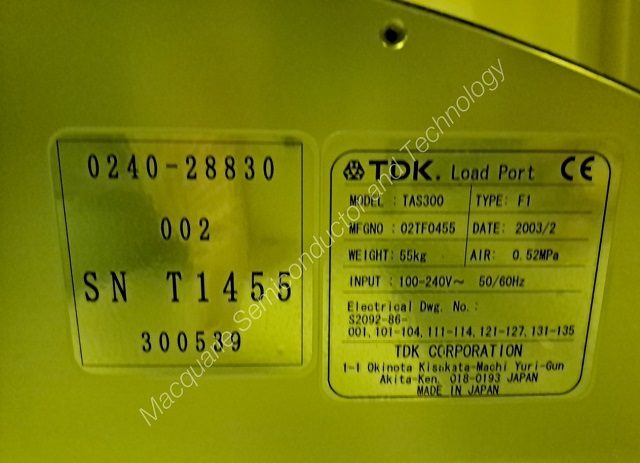 0240-28830
002
SN T1455
300539
TDK. Load Port CE
MODEL : TAS300 TYPE: F1
MFGNO : 02TF0455 DATE: 2003/2
WEIGHT: 55kg AIR: 0.52MPa
INPUT : 100-240V~ 50/60Hz
Electrical Dwg. No.:
S2092-86-
001, 101-104, 111-114, 121-127, 131-135
TDK CORPORATION
1-1 Okinota Kisakata-Machi Yuri-Gun
Akita-Ken. 018-0193 JAPAN
MADE IN JAPAN
Macquarie Semiconductor and Technology